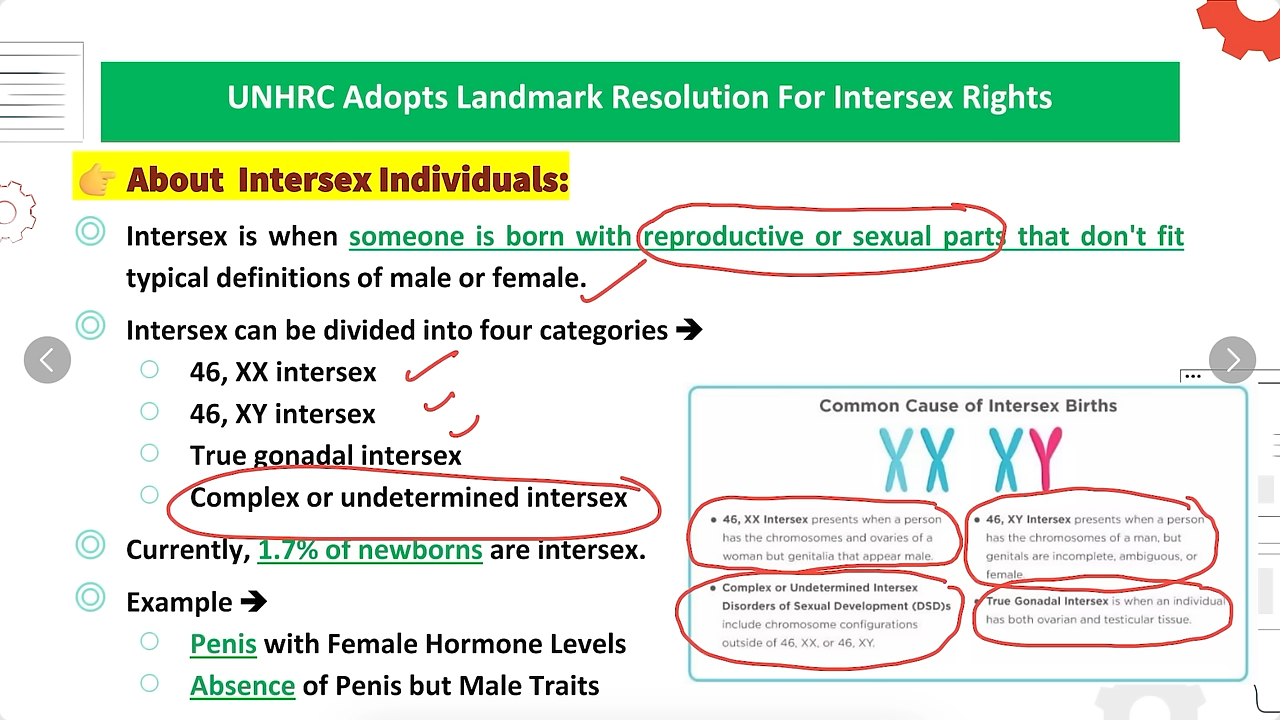 UNHRC Adopts Landmark Resolution For Intersex Rights
About Intersex Individuals:
Intersex is when someone is born with reproductive or sexual parts that don't fit
typical definitions of male or female.
Intersex can be divided into four categories ➔
46, XX intersex
46, XY intersex
True gonadal intersex
Complex or undetermined intersex
Currently, 1.7% of newborns are intersex.
Example ➔
Penis with Female Hormone Levels
Absence of Penis but Male Traits
Common Cause of Intersex Births
• 46, XX Intersex presents when a person
has the chromosomes and ovaries of a
woman but genitalia that appear male.
• 46, XY Intersex presents when a person
has the chromosomes of a man, but
genitals are incomplete, ambiguous, or
female.
• Complex or Undetermined Intersex
Disorders of Sexual Development (DSD)s
include chromosome configurations
outside of 46, XX, or 46, XY.
• True Gonadal Intersex is when an individual
has both ovarian and testicular tissue.